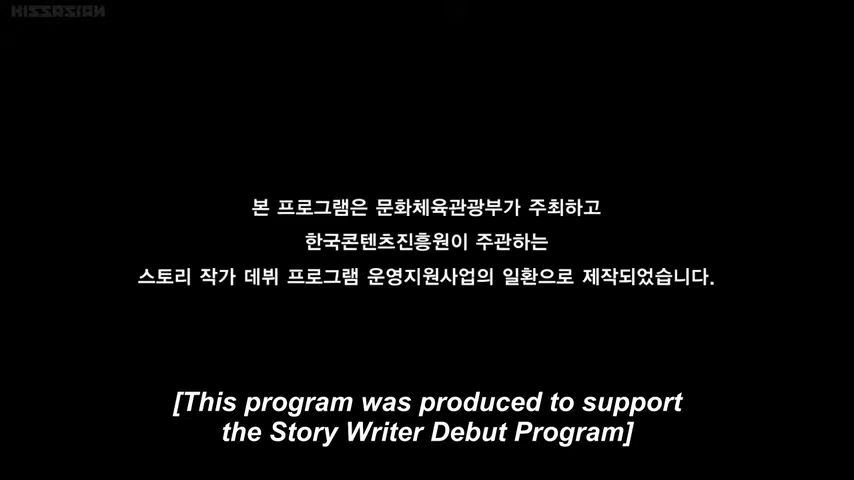 KISSASIAN
본 프로그램은 문화체육관광부가 주최하고
한국콘텐츠진흥원이 주관하는
스토리 작가 데뷔 프로그램 운영지원사업의 일환으로 제작되었습니다.
[This program was produced to support
the Story Writer Debut Program]